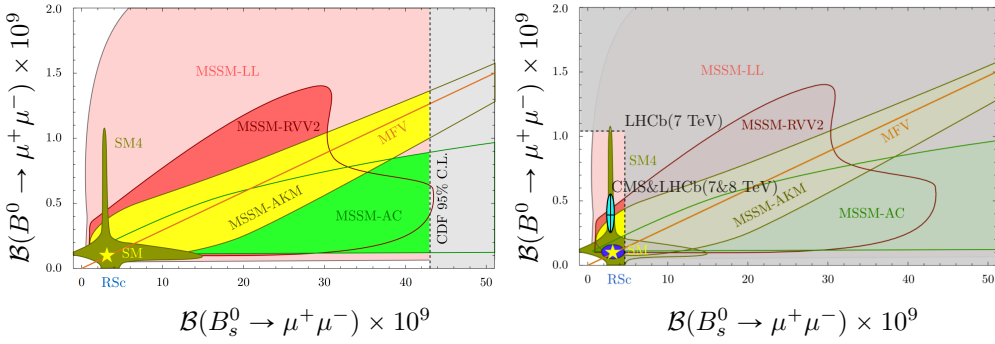 2.0
1.5
1.0
0.5
0.0
B(B⁰ → μ⁺μ⁻) × 10⁹
MSSM-LL
MSSM-RVV2
MFV
SM4
MSSM-AKM
MSSM-AC
CDF 95% C.L.
SM
0 10 20 30 40 50
RSc
B(B⁰ₛ → μ⁺μ⁻) × 10⁹
2.0
1.5
1.0
0.5
0.0
B(B⁰ → μ⁺μ⁻) × 10⁹
MSSM-LL
LHCb(7 TeV)
MSSM-RVV2
MFV
SM4
CMS&LHCb(7&8 TeV)
MSSM-AKM
MSSM-AC
SM
0 10 20 30 40 50
RSc
B(B⁰ₛ → μ⁺μ⁻) × 10⁹